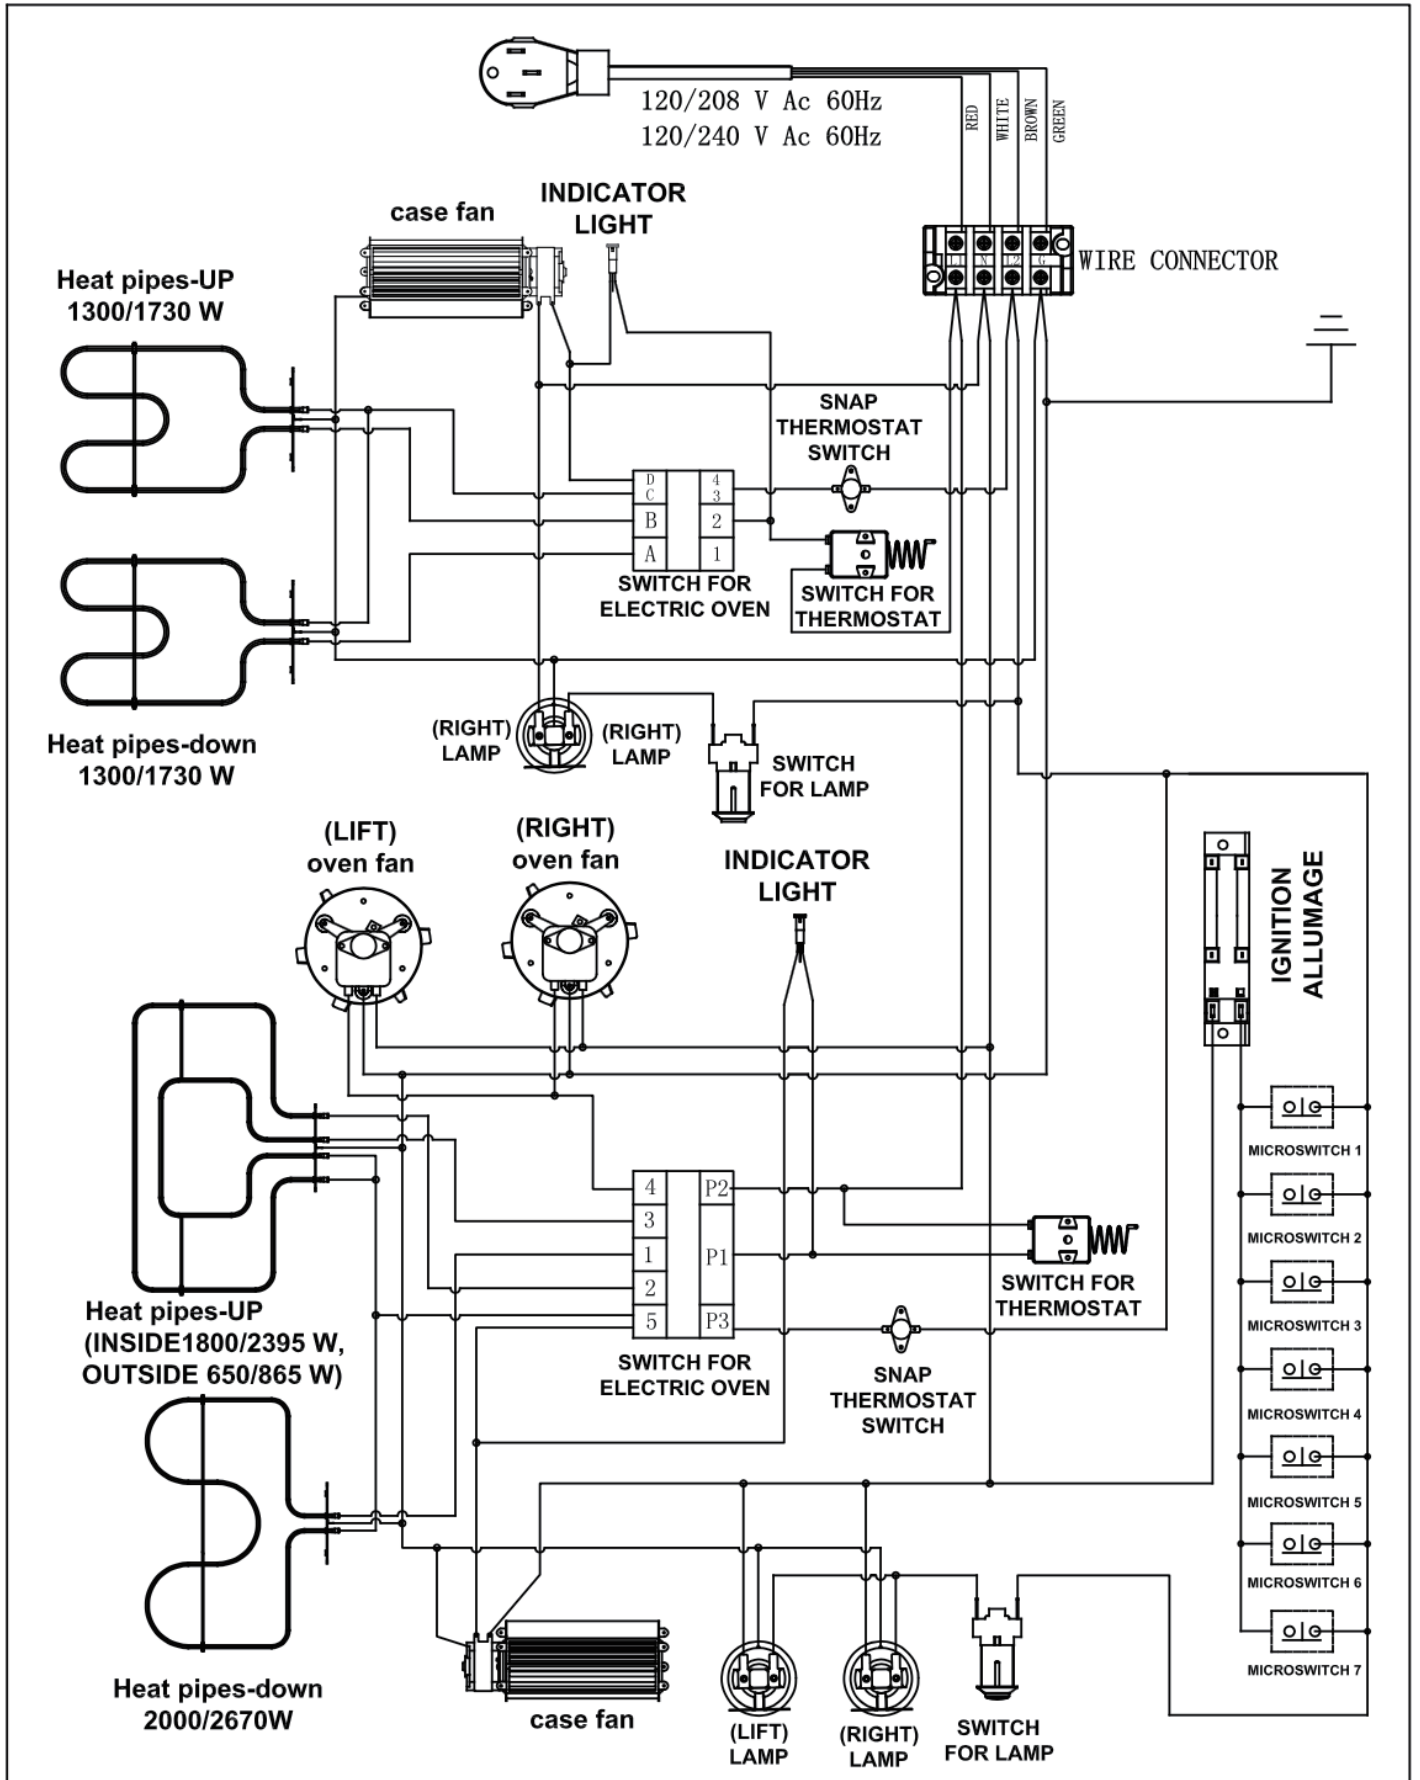 120/208 V Ac 60Hz
120/240 V Ac 60Hz
RED
WHITE
BROWN
GREEN
INDICATOR
LIGHT
case fan
L1 N L2 G
WIRE CONNECTOR
Heat pipes-UP
1300/1730 W
SNAP
THERMOSTAT
SWITCH
D 4
C 3
B 2
A 1
SWITCH FOR
ELECTRIC OVEN
SWITCH FOR
THERMOSTAT
Heat pipes-down
1300/1730 W
(RIGHT)
LAMP
(RIGHT)
LAMP
SWITCH
FOR LAMP
(LIFT)
oven fan
(RIGHT)
oven fan
INDICATOR
LIGHT
IGNITION
ALLUMAGE
MICROSWITCH 1
MICROSWITCH 2
MICROSWITCH 3
MICROSWITCH 4
MICROSWITCH 5
MICROSWITCH 6
MICROSWITCH 7
4 P2
3
1 P1
2
5 P3
SWITCH FOR
ELECTRIC OVEN
SWITCH FOR
THERMOSTAT
SNAP
THERMOSTAT
SWITCH
Heat pipes-UP
(INSIDE1800/2395 W,
OUTSIDE 650/865 W)
Heat pipes-down
2000/2670W
case fan
(LIFT)
LAMP
(RIGHT)
LAMP
SWITCH
FOR LAMP